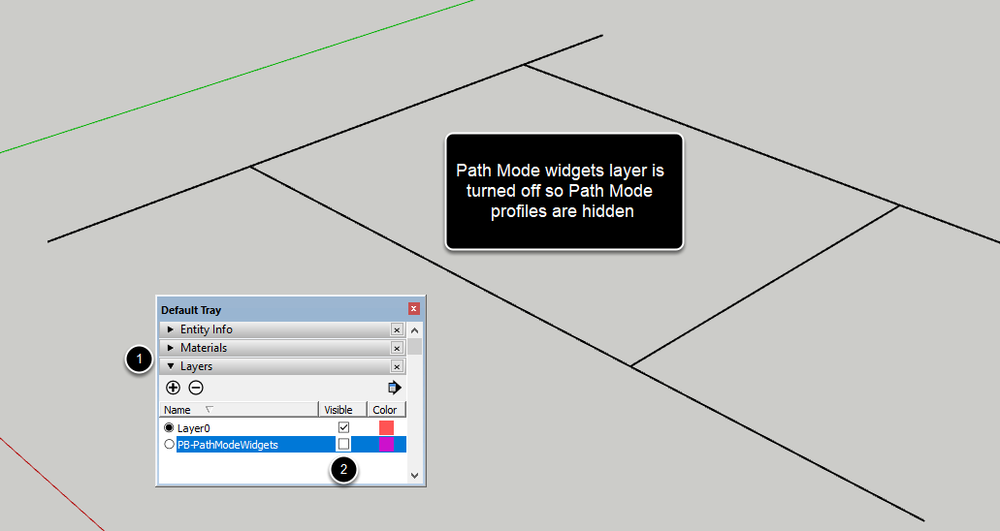 Path Mode widgets layer is
turned off so Path Mode
profiles are hidden
Default Tray
Entity Info
Materials
1
Layers
Name Visible Color
Layer0
PB-PathModeWidgets
2